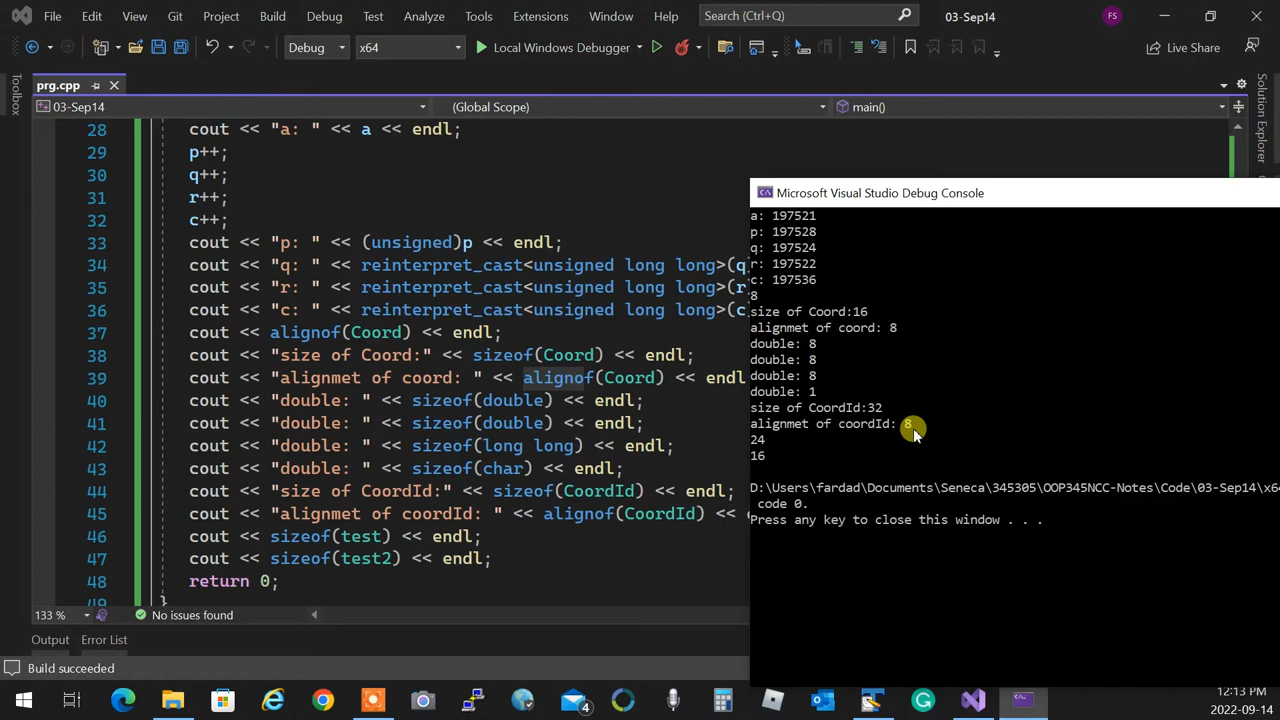 File Edit View Git Project Build Debug Test Analyze Tools Extensions Window Help Search (Ctrl+Q) 03-Sep14 FS
Debug x64 Local Windows Debugger Live Share
Toolbox
prg.cpp
03-Sep14 (Global Scope) main()
28 cout << "a: " << a << endl;
29 p++;
30 q++;
31 r++;
32 c++;
33 cout << "p: " << (unsigned)p << endl;
34 cout << "q: " << reinterpret_cast<unsigned long long>(q)
35 cout << "r: " << reinterpret_cast<unsigned long long>(r)
36 cout << "c: " << reinterpret_cast<unsigned long long>(c)
37 cout << alignof(Coord) << endl;
38 cout << "size of Coord:" << sizeof(Coord) << endl;
39 cout << "alignmet of coord: " << alignof(Coord) << endl
40 cout << "double: " << sizeof(double) << endl;
41 cout << "double: " << sizeof(double) << endl;
42 cout << "double: " << sizeof(long long) << endl;
43 cout << "double: " << sizeof(char) << endl;
44 cout << "size of CoordId:" << sizeof(CoordId) << endl;
45 cout << "alignmet of coordId: " << alignof(CoordId) <<
46 cout << sizeof(test) << endl;
47 cout << sizeof(test2) << endl;
48 return 0;
49 }
Solution Explorer
Microsoft Visual Studio Debug Console
a: 197521
p: 197528
q: 197524
r: 197522
c: 197536
8
size of Coord:16
alignmet of coord: 8
double: 8
double: 8
double: 8
double: 1
size of CoordId:32
alignmet of coordId: 8
24
16
D:\Users\fardad\Documents\Seneca\345305\OOP345NCC-Notes\Code\03-Sep14\x6
code 0.
Press any key to close this window . . .
133 % No issues found
Output Error List
Build succeeded
4
12:13 PM
2022-09-14